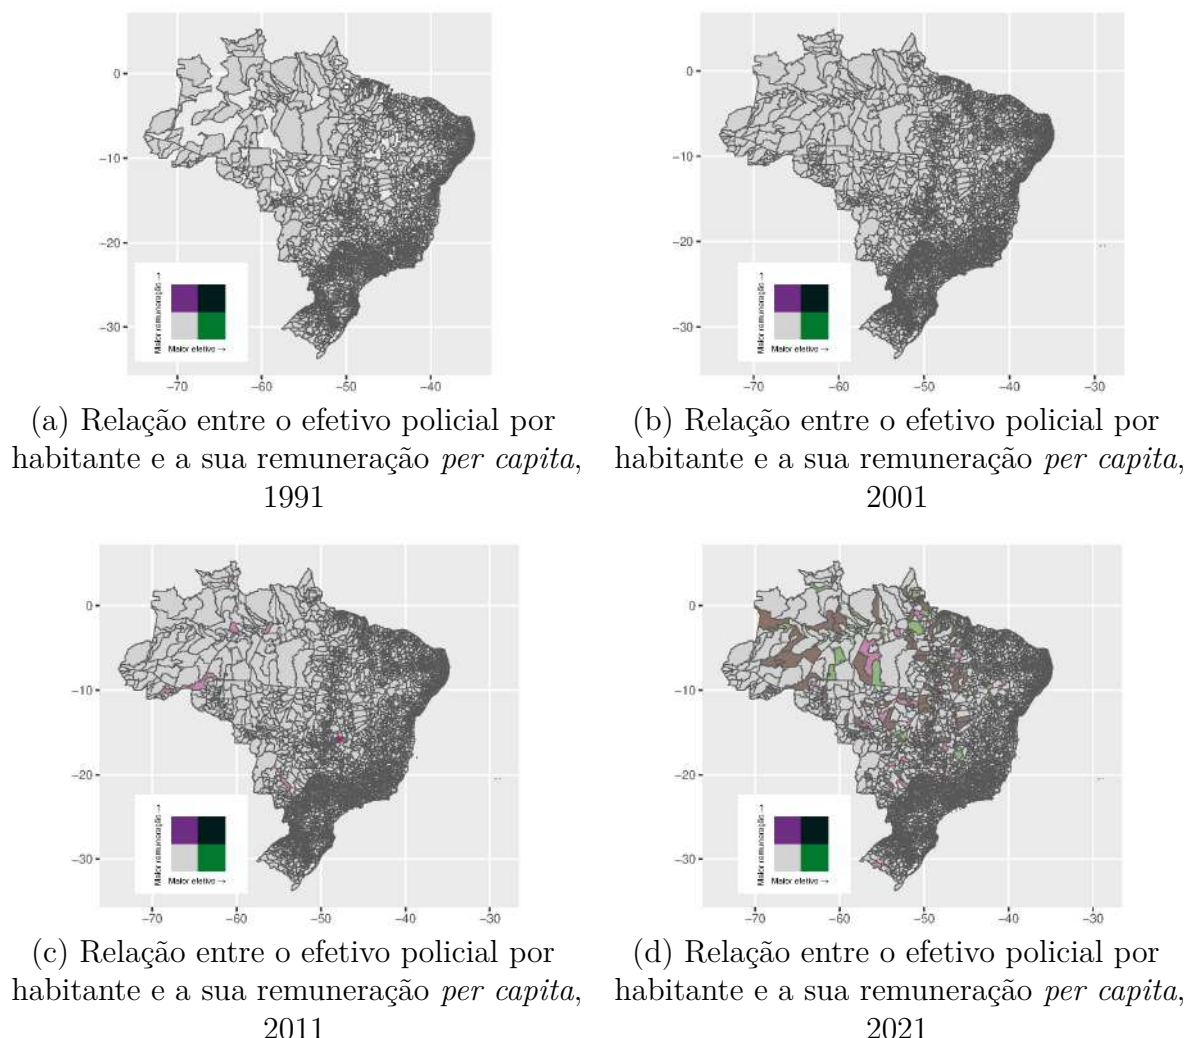 0
−10
−20
−30
Maior remuneração →
Maior efetivo →
−70
−60
−50
−40
(a) Relação entre o efetivo policial por
habitante e a sua remuneração per capita,
1991
0
−10
−20
−30
Maior remuneração →
Maior efetivo →
−70
−60
−50
−40
−30
(b) Relação entre o efetivo policial por
habitante e a sua remuneração per capita,
2001
0
−10
−20
−30
Maior remuneração →
Maior efetivo →
−70
−60
−50
−40
−30
(c) Relação entre o efetivo policial por
habitante e a sua remuneração per capita,
2011
0
−10
−20
−30
Maior remuneração →
Maior efetivo →
−70
−60
−50
−40
−30
(d) Relação entre o efetivo policial por
habitante e a sua remuneração per capita,
2021